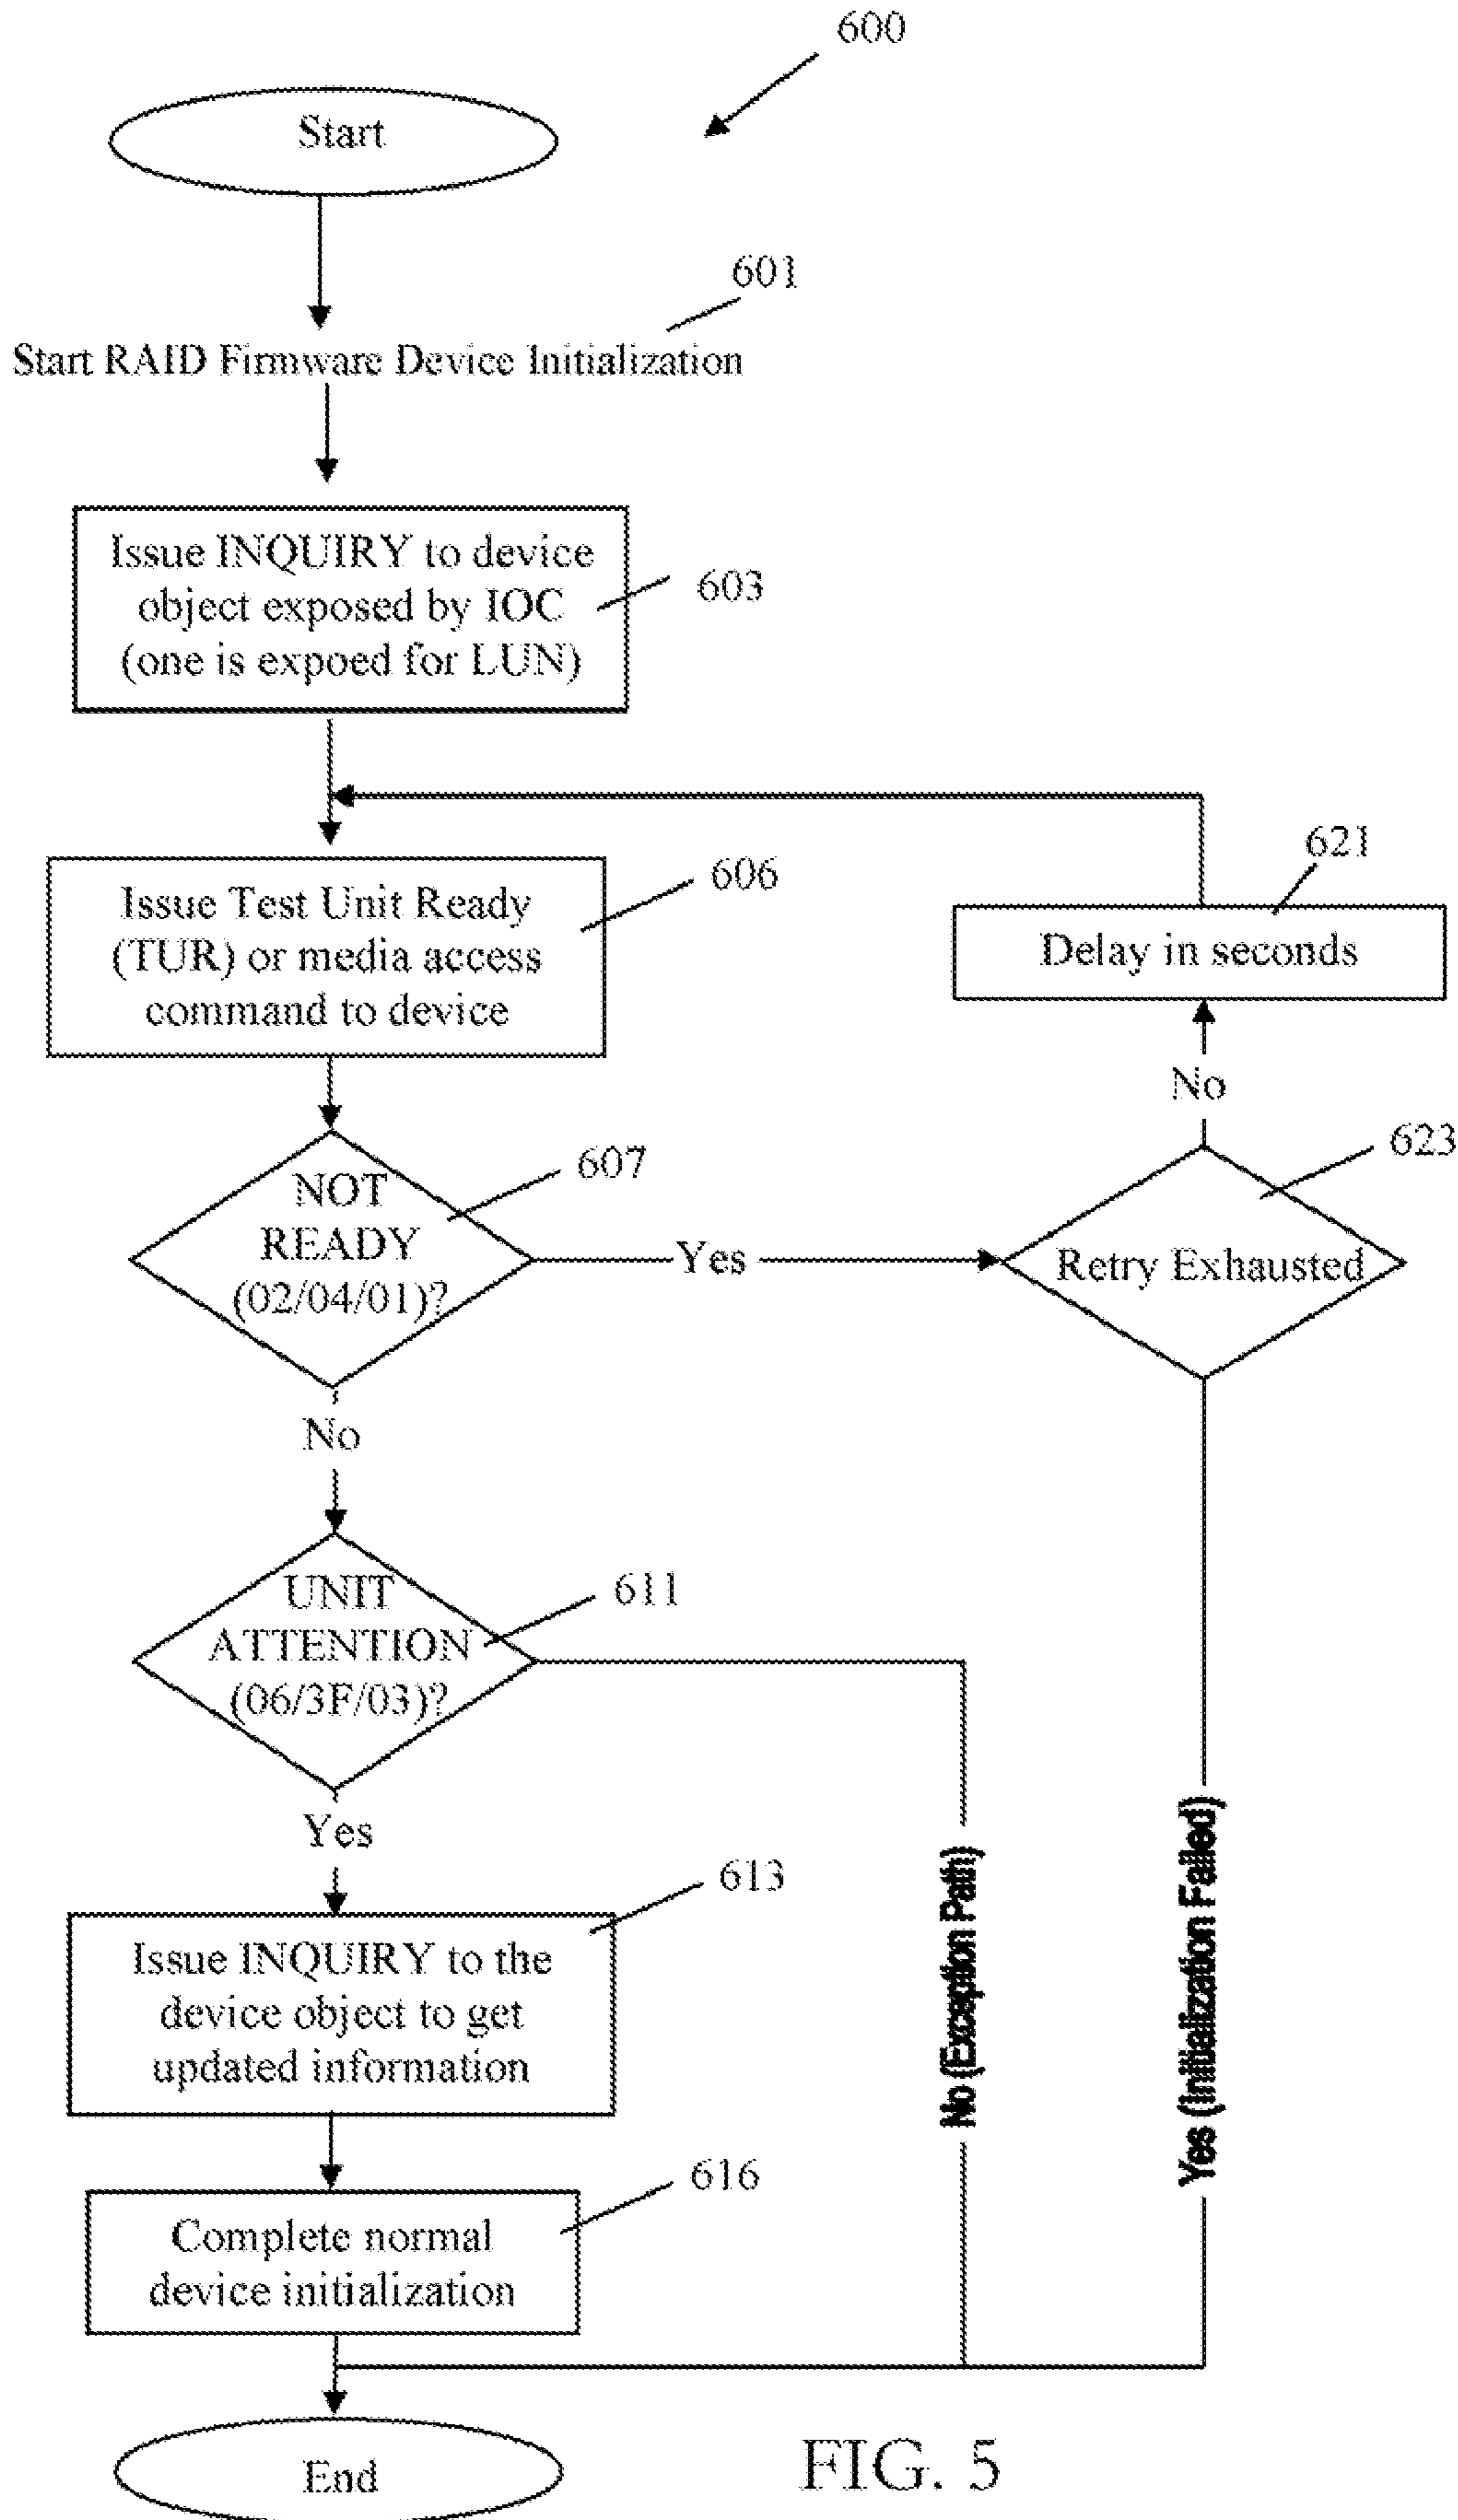 600
Start
601
Start RAID Firmware Device Initialization
Issue INQUIRY to device
object exposed by IOC
(one is expoed for LUN)
603
Issue Test Unit Ready
(TUR) or media access
command to device
606
621
Delay in seconds
No
NOT
READY
(02/04/01)?
607
Yes
623
Retry Exhausted
No
UNIT
ATTENTION
(06/3F/03)?
611
Yes
No (Exception Path)
Yes (Initialization Failed)
613
Issue INQUIRY to the
device object to get
updated information
616
Complete normal
device initialization
End
FIG. 5